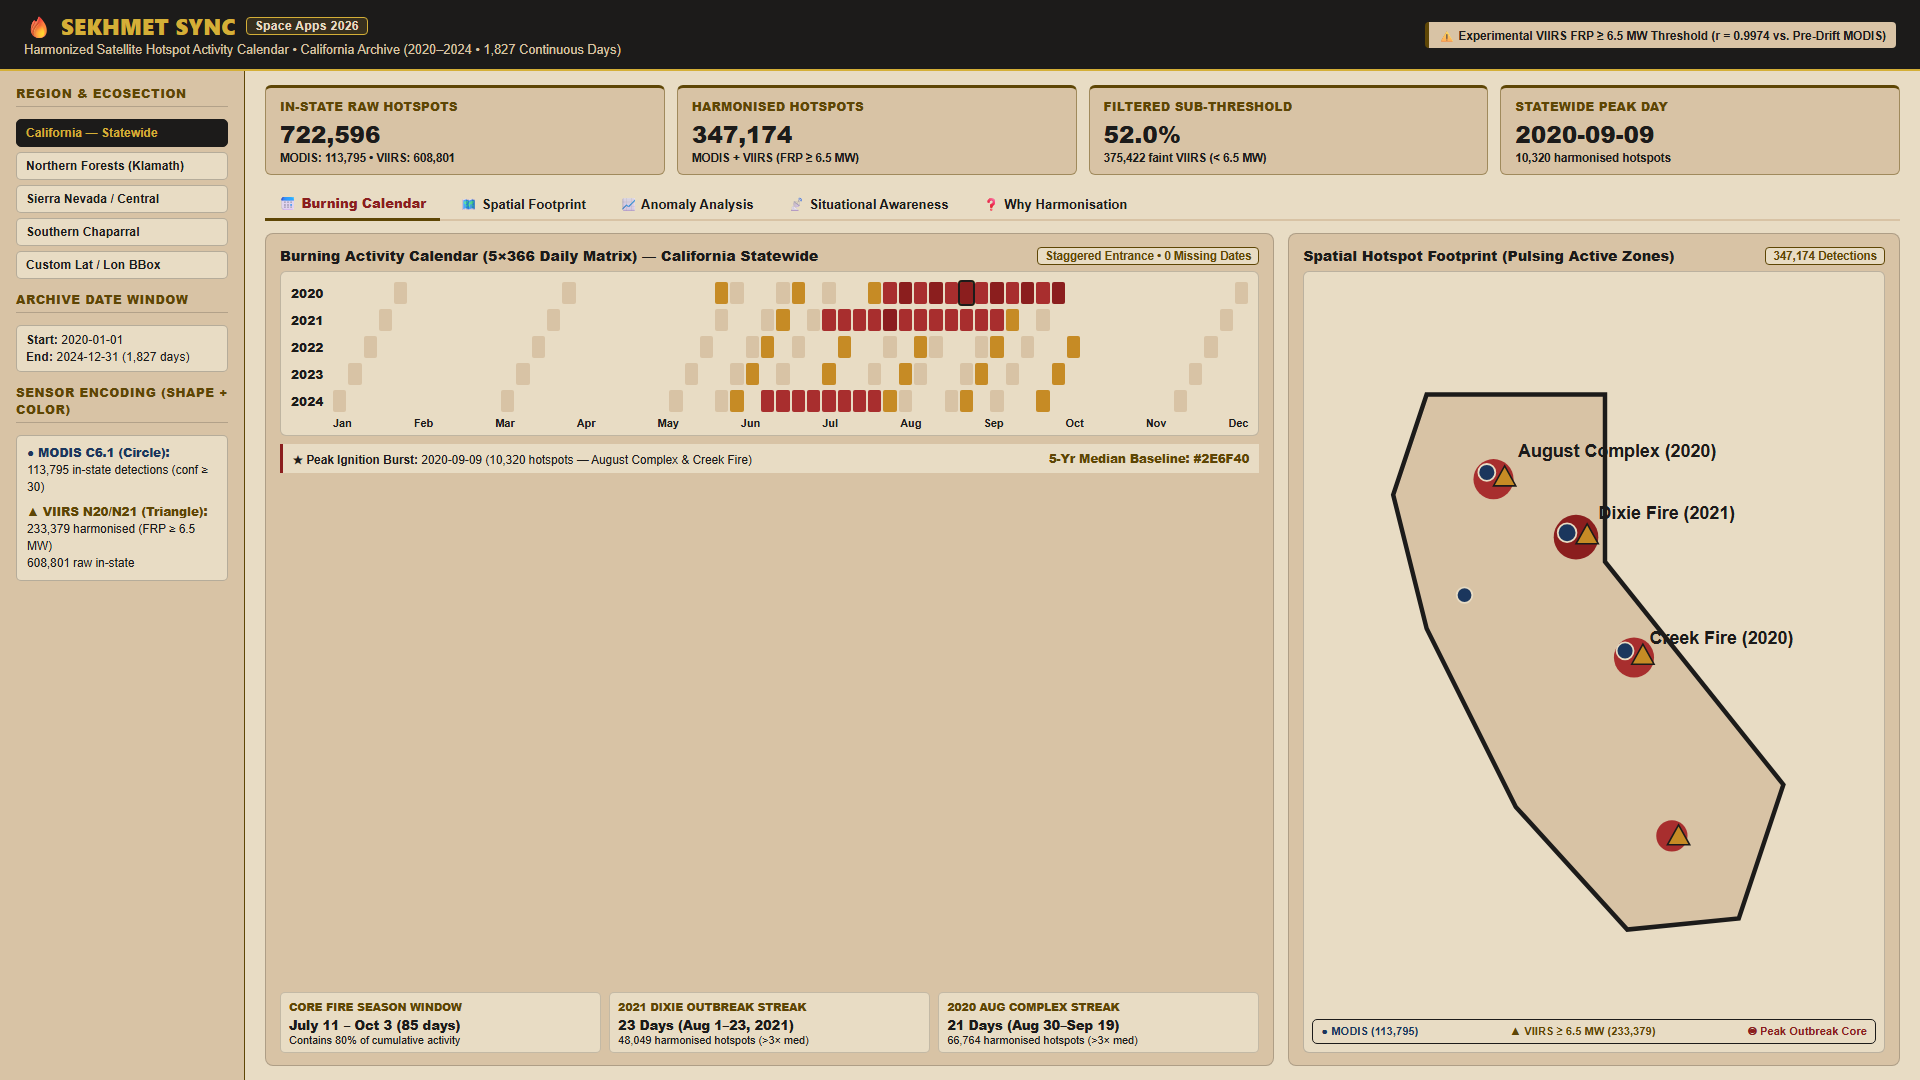 🔥 SEKHMET SYNC Space Apps 2026
Harmonized Satellite Hotspot Activity Calendar • California Archive (2020–2024 • 1,827 Continuous Days)
⚠️ Experimental VIIRS FRP ≥ 6.5 MW Threshold (r = 0.9974 vs. Pre-Drift MODIS)
REGION & ECOSECTION
California — Statewide
Northern Forests (Klamath)
Sierra Nevada / Central
Southern Chaparral
Custom Lat / Lon BBox
ARCHIVE DATE WINDOW
Start: 2020-01-01
End: 2024-12-31 (1,827 days)
SENSOR ENCODING (SHAPE +
COLOR)
● MODIS C6.1 (Circle):
113,795 in-state detections (conf ≥
30)
▲ VIIRS N20/N21 (Triangle):
233,379 harmonised (FRP ≥ 6.5
MW)
608,801 raw in-state
IN-STATE RAW HOTSPOTS
722,596
MODIS: 113,795 • VIIRS: 608,801
HARMONISED HOTSPOTS
347,174
MODIS + VIIRS (FRP ≥ 6.5 MW)
FILTERED SUB-THRESHOLD
52.0%
375,422 faint VIIRS (< 6.5 MW)
STATEWIDE PEAK DAY
2020-09-09
10,320 harmonised hotspots
Burning Calendar
Spatial Footprint
Anomaly Analysis
Situational Awareness
❓ Why Harmonisation
Burning Activity Calendar (5×366 Daily Matrix) — California Statewide
Staggered Entrance • 0 Missing Dates
2020
2021
2022
2023
2024
Jan Feb Mar Apr May Jun Jul Aug Sep Oct Nov Dec
★ Peak Ignition Burst: 2020-09-09 (10,320 hotspots — August Complex & Creek Fire)
5-Yr Median Baseline: #2E6F40
CORE FIRE SEASON WINDOW
July 11 – Oct 3 (85 days)
Contains 80% of cumulative activity
2021 DIXIE OUTBREAK STREAK
23 Days (Aug 1–23, 2021)
48,049 harmonised hotspots (>3× med)
2020 AUG COMPLEX STREAK
21 Days (Aug 30–Sep 19)
66,764 harmonised hotspots (>3× med)
Spatial Hotspot Footprint (Pulsing Active Zones)
347,174 Detections
August Complex (2020)
Dixie Fire (2021)
Creek Fire (2020)
● MODIS (113,795)
▲ VIIRS ≥ 6.5 MW (233,379)
Peak Outbreak Core